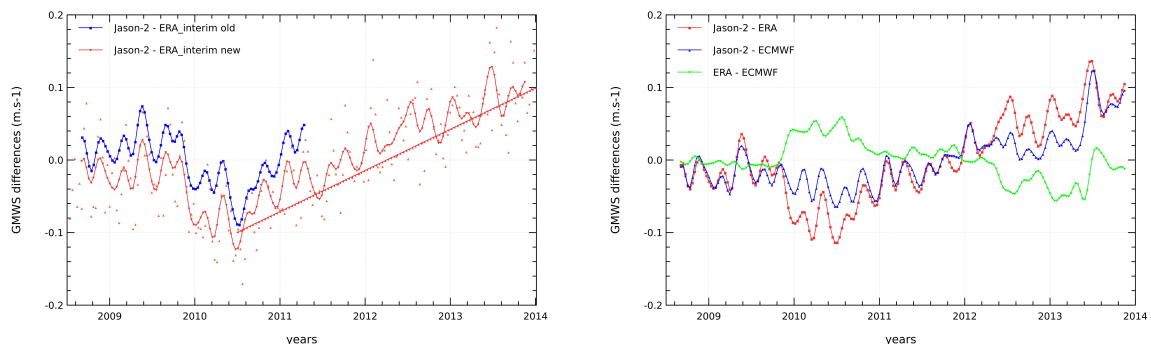 0.2
0.1
0.0
-0.1
-0.2
GMWS differences (m.s-1)
Jason-2 - ERA_interim old
Jason-2 - ERA_interim new
2009 2010 2011 2012 2013 2014
years
0.2
0.1
0.0
-0.1
-0.2
GMWS differences (m.s-1)
Jason-2 - ERA
Jason-2 - ECMWF
ERA - ECMWF
2009 2010 2011 2012 2013 2014
years